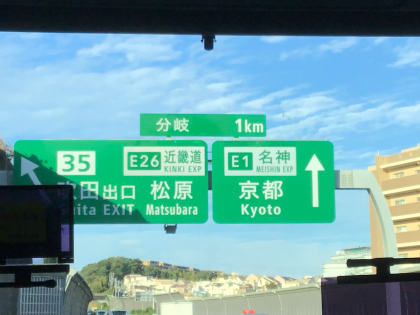 分岐 1km
35 E26 近畿道
KINKI EXP
田出口 松原
ita EXIT Matsubara
E1 名神
MEISHIN EXP
京都
Kyoto